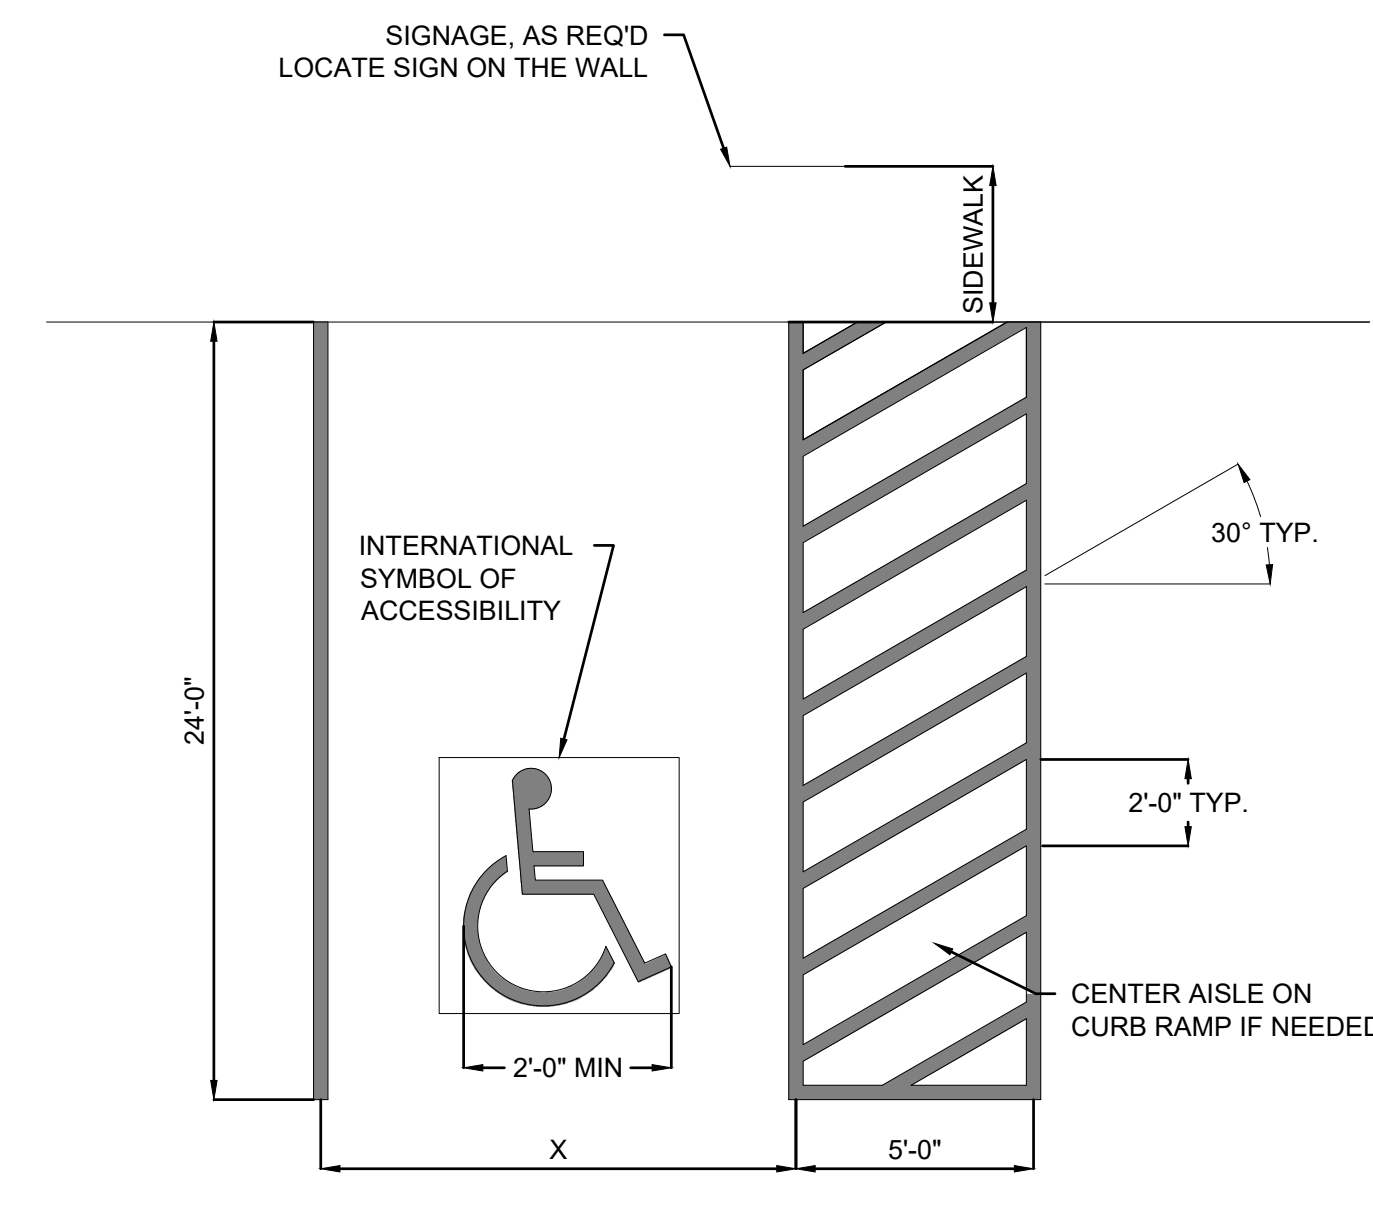 SIGNAGE, AS REQ'D
LOCATE SIGN ON THE WALL
SIDEWALK
30° TYP.
INTERNATIONAL
SYMBOL OF
ACCESSIBILITY
24'-0"
2'-0" TYP.
CENTER AISLE ON
CURB RAMP IF NEEDED
2'-0" MIN
X
5'-0"